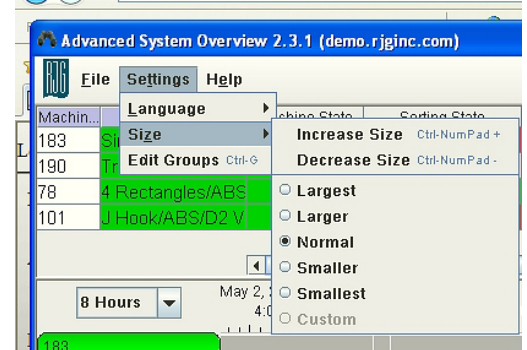 Advanced System Overview 2.3.1 (demo.rjginc.com)
RJG File Settings Help
Machin... Machine State Sorting State
Language
Size
Edit Groups Ctrl-G
Increase Size Ctrl-NumPad +
Decrease Size Ctrl-NumPad -
Largest
Larger
Normal
Smaller
Smallest
Custom
183
190
78 4 Rectangles/ABS
101 J Hook/ABS/D2 V
8 Hours May 2,
183